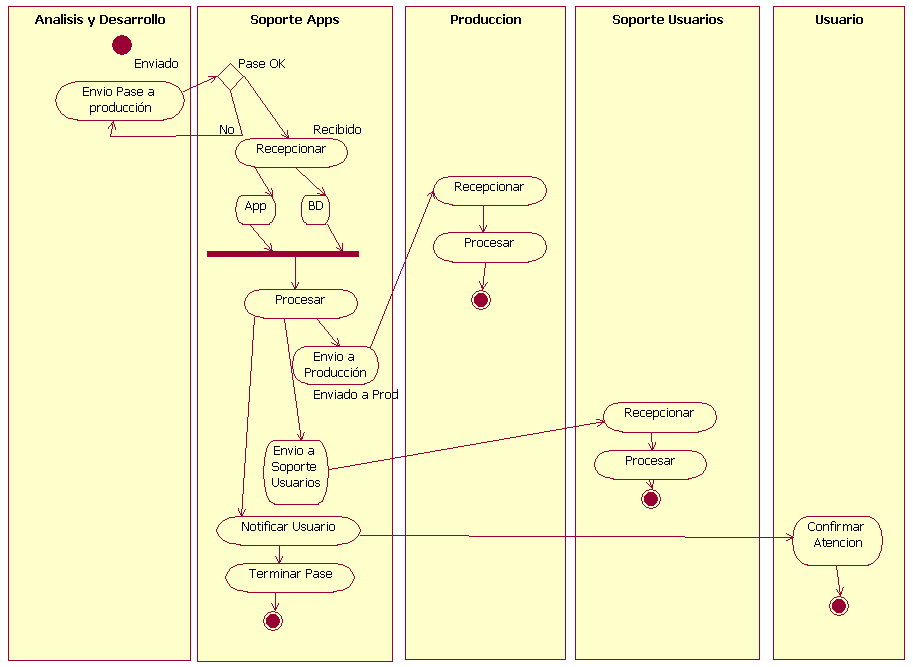 Analisis y Desarrollo
Soporte Apps
Produccion
Soporte Usuarios
Usuario
Enviado
Pase OK
Envio Pase a
producción
No
Recibido
Recepcionar
App
BD
Recepcionar
Procesar
Procesar
Envio a
Producción
Enviado a Prod
Recepcionar
Procesar
Envio a
Soporte
Usuarios
Notificar Usuario
Confirmar
Atencion
Terminar Pase